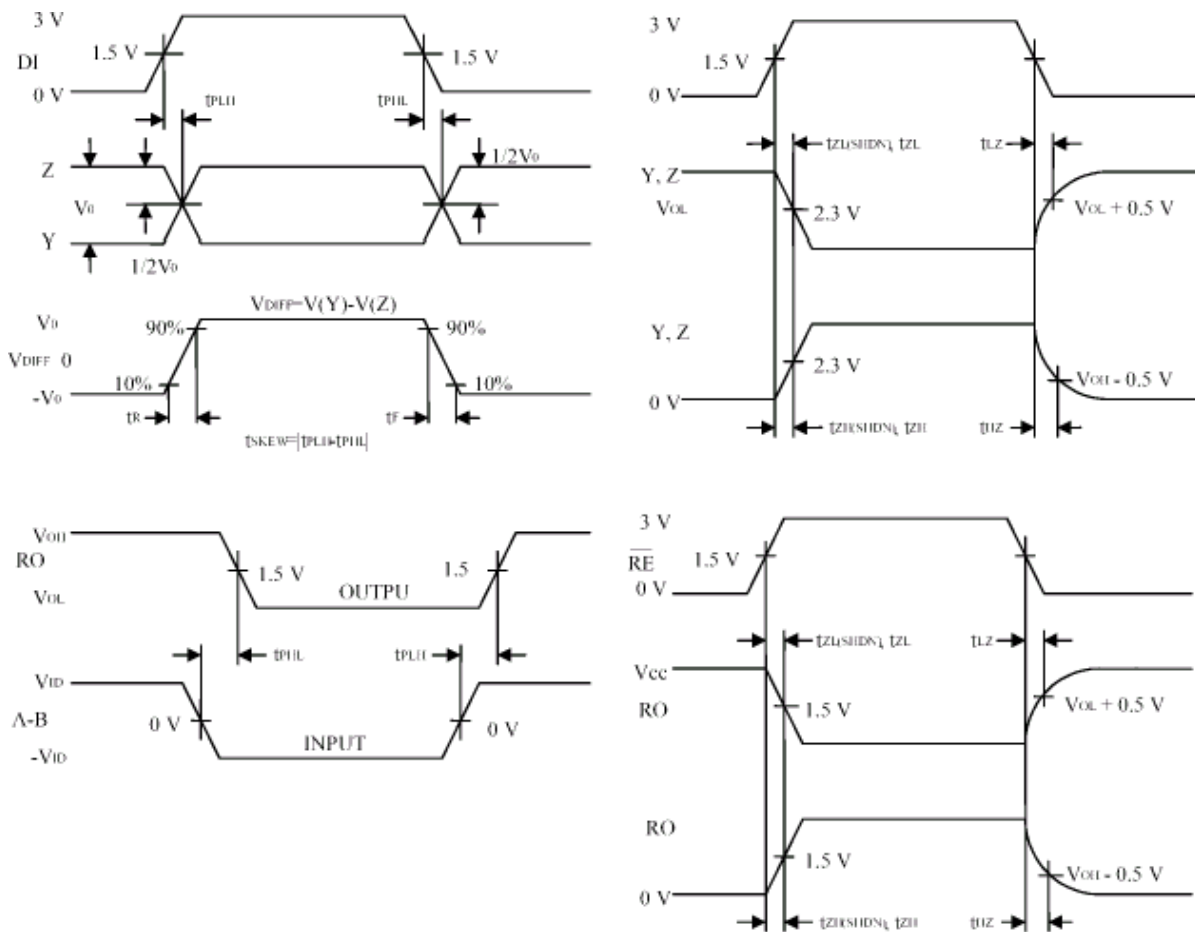 3 V
DI
1.5 V
1.5 V
0 V
tPLH
tPHL
Z
1/2V0
V0
Y
1/2V0
VDIFF=V(Y)-V(Z)
V0
90%
90%
VDIFF 0
10%
10%
-V0
tR
tF
tSKEW=|tPLH-tPHL|
3 V
1.5 V
0 V
tZL(SHDN), tZL
tLZ
Y, Z
VOL
2.3 V
VOL + 0.5 V
Y, Z
2.3 V
0 V
VOH - 0.5 V
tZH(SHDN), tZH
tHZ
VOH
RO
1.5 V
1.5
VOL
OUTPU
tPHL
tPLH
VID
A-B
0 V
0 V
INPUT
-VID
3 V
RE
1.5 V
0 V
tZL(SHDN), tZL
tLZ
Vcc
RO
1.5 V
VOL + 0.5 V
RO
1.5 V
0 V
VOH - 0.5 V
tZH(SHDN), tZH
tHZ